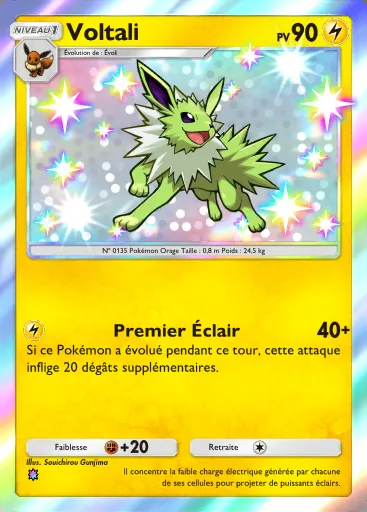 NIVEAU 1
Voltali
PV 90
Évolution de : Évoli
N° 0135 Pokémon Orage Taille : 0,8 m Poids : 24,5 kg
Premier Éclair 40+
Si ce Pokémon a évolué pendant ce tour, cette attaque
inflige 20 dégâts supplémentaires.
Faiblesse +20 Retraite
Illus. Souichirou Gunjima
Il concentre la faible charge électrique générée par chacune
de ses cellules pour projeter de puissants éclairs.